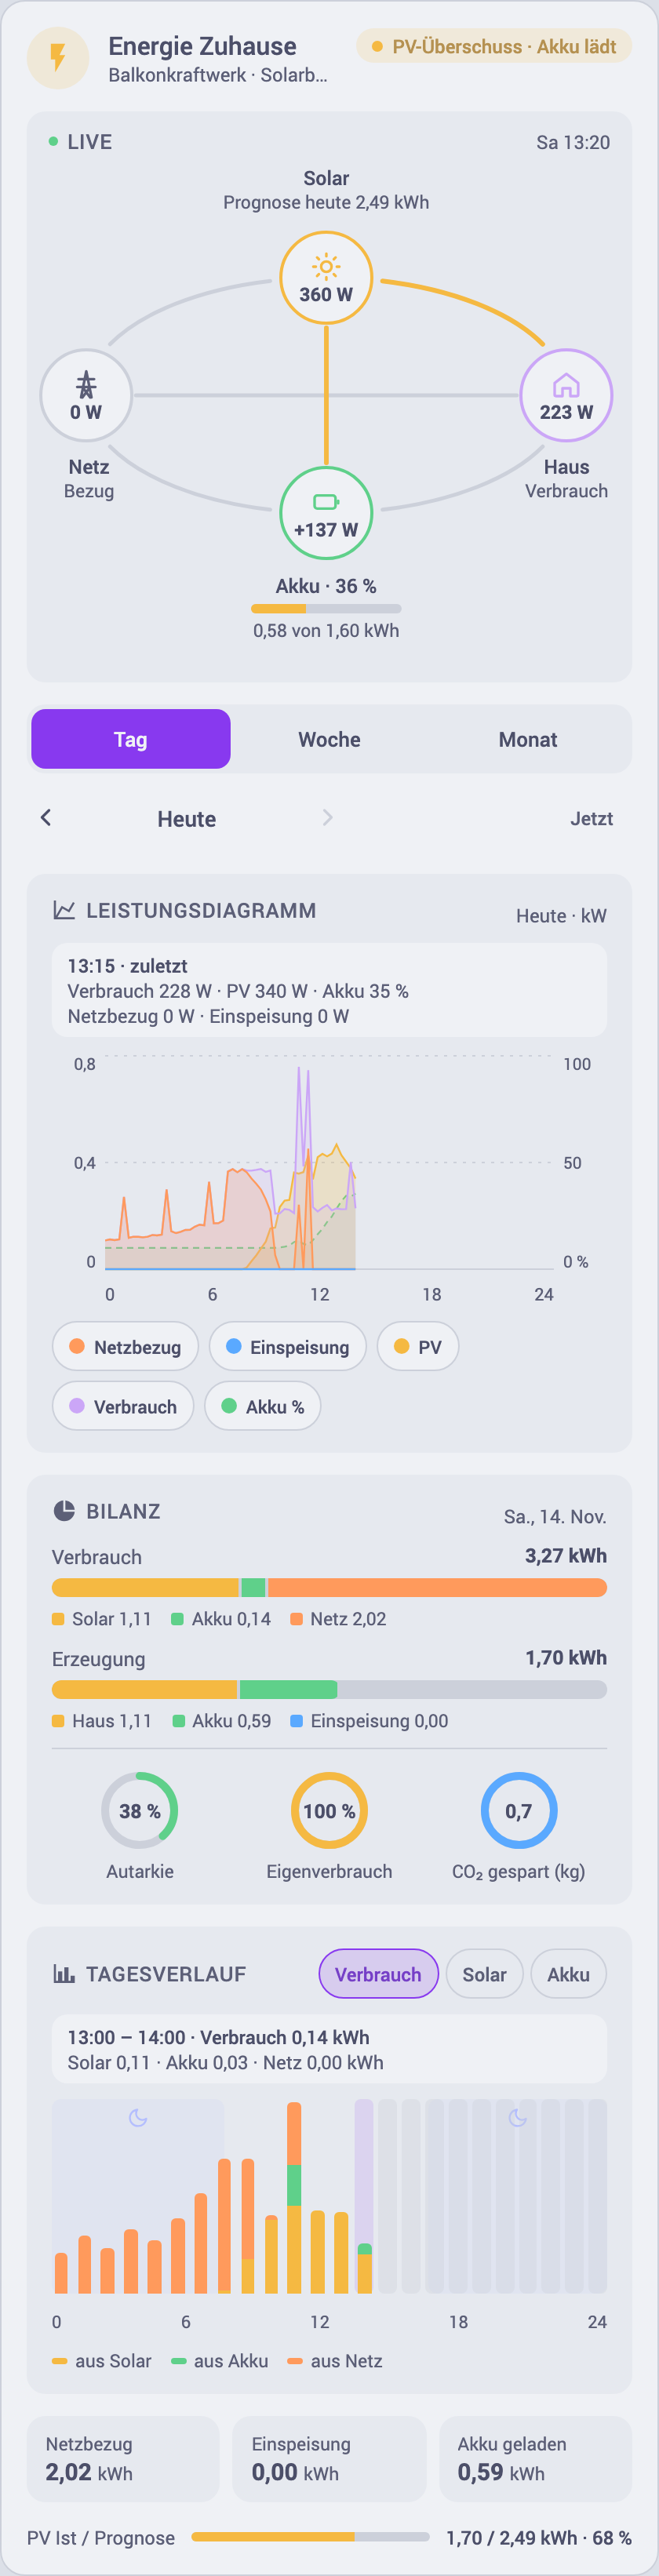 Energie Zuhause
Balkonkraftwerk · Solarb...
PV-Überschuss · Akku lädt
LIVE
Sa 13:20
Solar
Prognose heute 2,49 kWh
360 W
0 W
223 W
Netz
Bezug
Haus
Verbrauch
+137 W
Akku · 36 %
0,58 von 1,60 kWh
Tag
Woche
Monat
Heute
Jetzt
LEISTUNGSDIAGRAMM
Heute · kW
13:15 · zuletzt
Verbrauch 228 W · PV 340 W · Akku 35 %
Netzbezug 0 W · Einspeisung 0 W
0,8
100
0,4
50
0
0 %
0 6 12 18 24
Netzbezug
Einspeisung
PV
Verbrauch
Akku %
BILANZ
Sa., 14. Nov.
Verbrauch
3,27 kWh
Solar 1,11 Akku 0,14 Netz 2,02
Erzeugung
1,70 kWh
Haus 1,11 Akku 0,59 Einspeisung 0,00
38 %
100 %
0,7
Autarkie
Eigenverbrauch
CO₂ gespart (kg)
TAGESVERLAUF
Verbrauch
Solar
Akku
13:00 – 14:00 · Verbrauch 0,14 kWh
Solar 0,11 · Akku 0,03 · Netz 0,00 kWh
0 6 12 18 24
aus Solar aus Akku aus Netz
Netzbezug
2,02 kWh
Einspeisung
0,00 kWh
Akku geladen
0,59 kWh
PV Ist / Prognose
1,70 / 2,49 kWh · 68 %